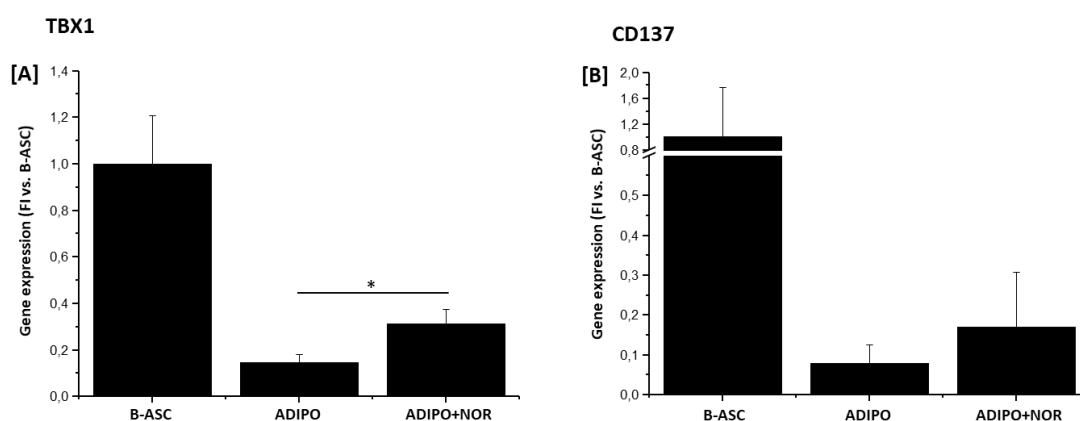 TBX1
[A]
Gene expression (FI vs. B-ASC)
1,4
1,2
1,0
0,8
0,6
0,4
0,2
0,0
*
B-ASC ADIPO ADIPO+NOR
CD137
[B]
Gene expression (FI vs. B-ASC)
2,0
1,6
1,2
0,8
0,5
0,4
0,3
0,2
0,1
0,0
B-ASC ADIPO ADIPO+NOR